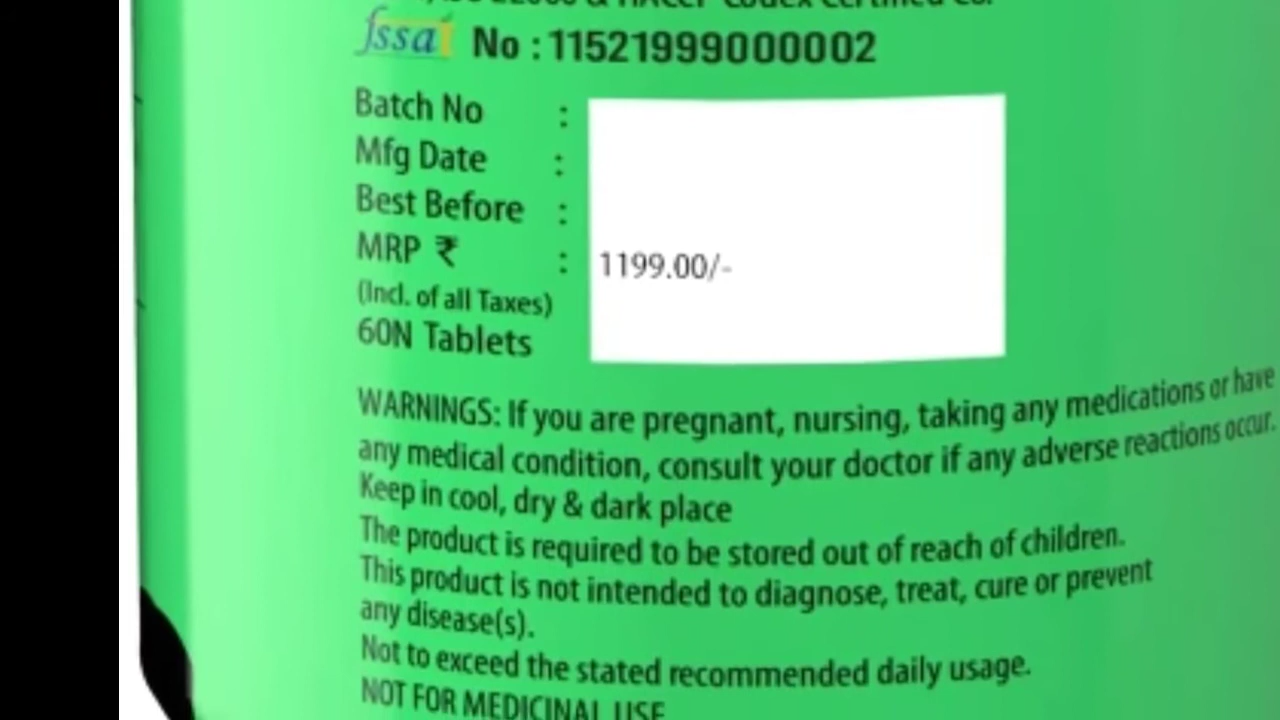 & HACCP Codex Certified Co.
fssai No : 11521999000002
Batch No :
Mfg Date :
Best Before :
MRP ₹ : 1199.00/-
(Incl. of all Taxes)
60N Tablets
WARNINGS: If you are pregnant, nursing, taking any medications or have
any medical condition, consult your doctor if any adverse reactions occur.
Keep in cool, dry & dark place
The product is required to be stored out of reach of children.
This product is not intended to diagnose, treat, cure or prevent
any disease(s).
Not to exceed the stated recommended daily usage.
NOT FOR MEDICINAL USE